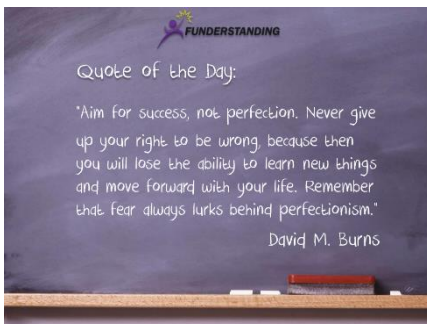 FUNDERSTANDING
Quote of the Day:
"Aim for success, not perfection. Never give
up your right to be wrong, because then
you will lose the ability to learn new things
and move forward with your life. Remember
that fear always lurks behind perfectionism."
David M. Burns